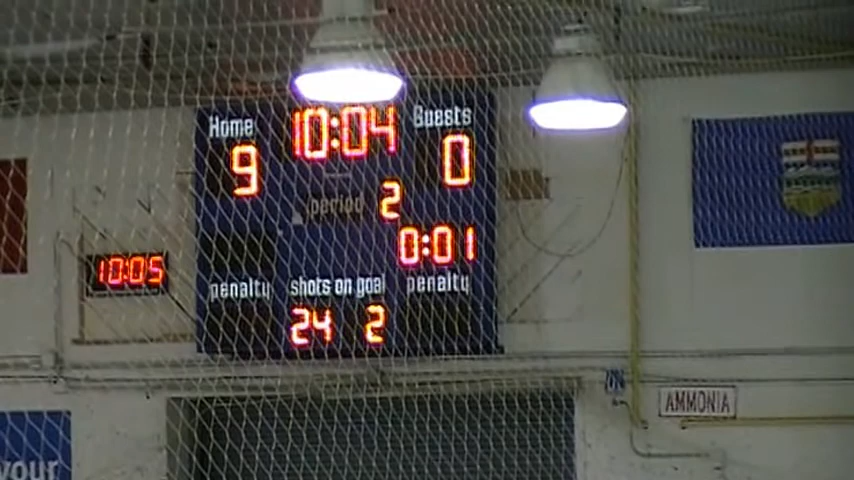 Home 10:04 Guests
9 0
period 2
0:01
10:05
penalty shots on goal penalty
24 2
AMMONIA
your